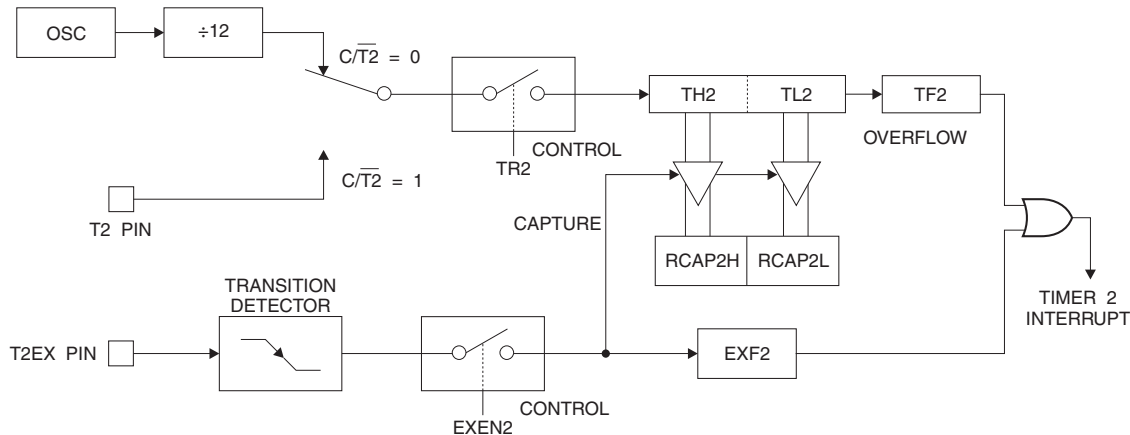 OSC
÷12
C/T2̅ = 0
TH2
TL2
TF2
OVERFLOW
CONTROL
TR2
C/T2̅ = 1
T2 PIN
CAPTURE
RCAP2H
RCAP2L
TRANSITION
DETECTOR
TIMER 2
INTERRUPT
T2EX PIN
EXF2
CONTROL
EXEN2